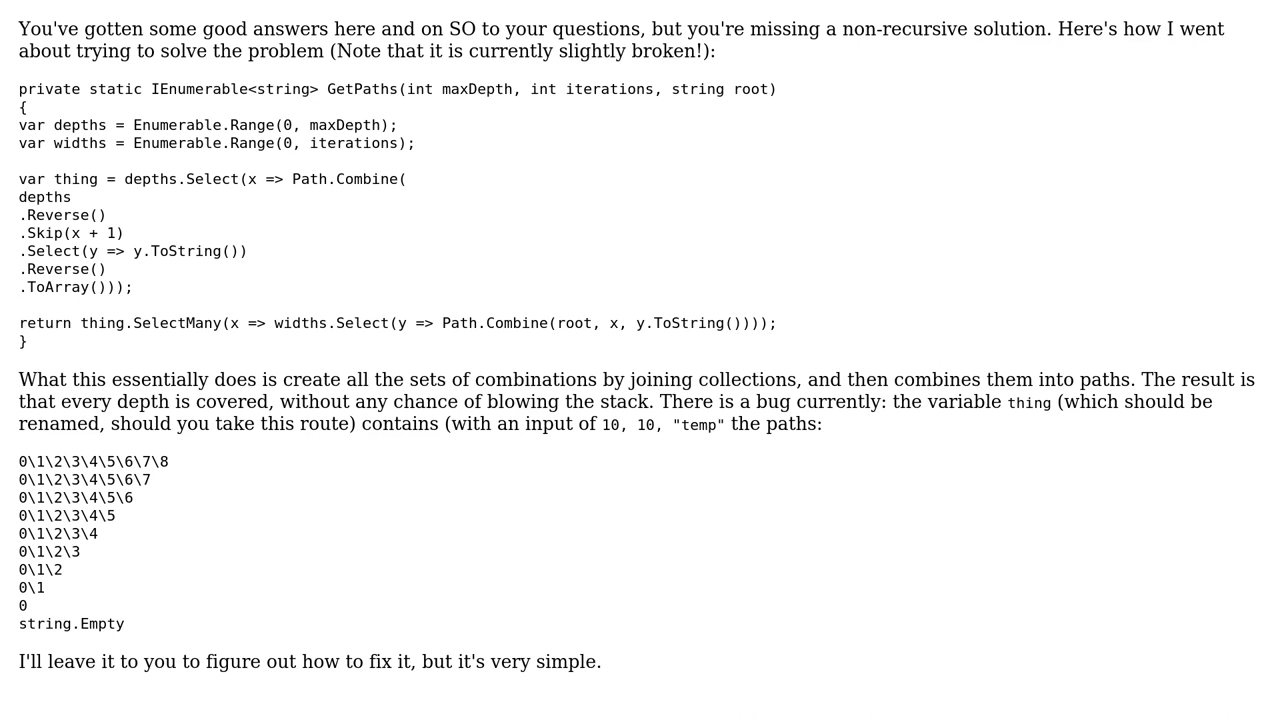 You've gotten some good answers here and on SO to your questions, but you're missing a non-recursive solution. Here's how I went
about trying to solve the problem (Note that it is currently slightly broken!):
private static IEnumerable<string> GetPaths(int maxDepth, int iterations, string root)
{
var depths = Enumerable.Range(0, maxDepth);
var widths = Enumerable.Range(0, iterations);
var thing = depths.Select(x => Path.Combine(
depths
.Reverse()
.Skip(x + 1)
.Select(y => y.ToString())
.Reverse()
.ToArray()));
return thing.SelectMany(x => widths.Select(y => Path.Combine(root, x, y.ToString())));
}
What this essentially does is create all the sets of combinations by joining collections, and then combines them into paths. The result is
that every depth is covered, without any chance of blowing the stack. There is a bug currently: the variable thing (which should be
renamed, should you take this route) contains (with an input of 10, 10, "temp" the paths:
0\1\2\3\4\5\6\7\8
0\1\2\3\4\5\6\7
0\1\2\3\4\5\6
0\1\2\3\4\5
0\1\2\3\4
0\1\2\3
0\1\2
0\1
0
string.Empty
I'll leave it to you to figure out how to fix it, but it's very simple.